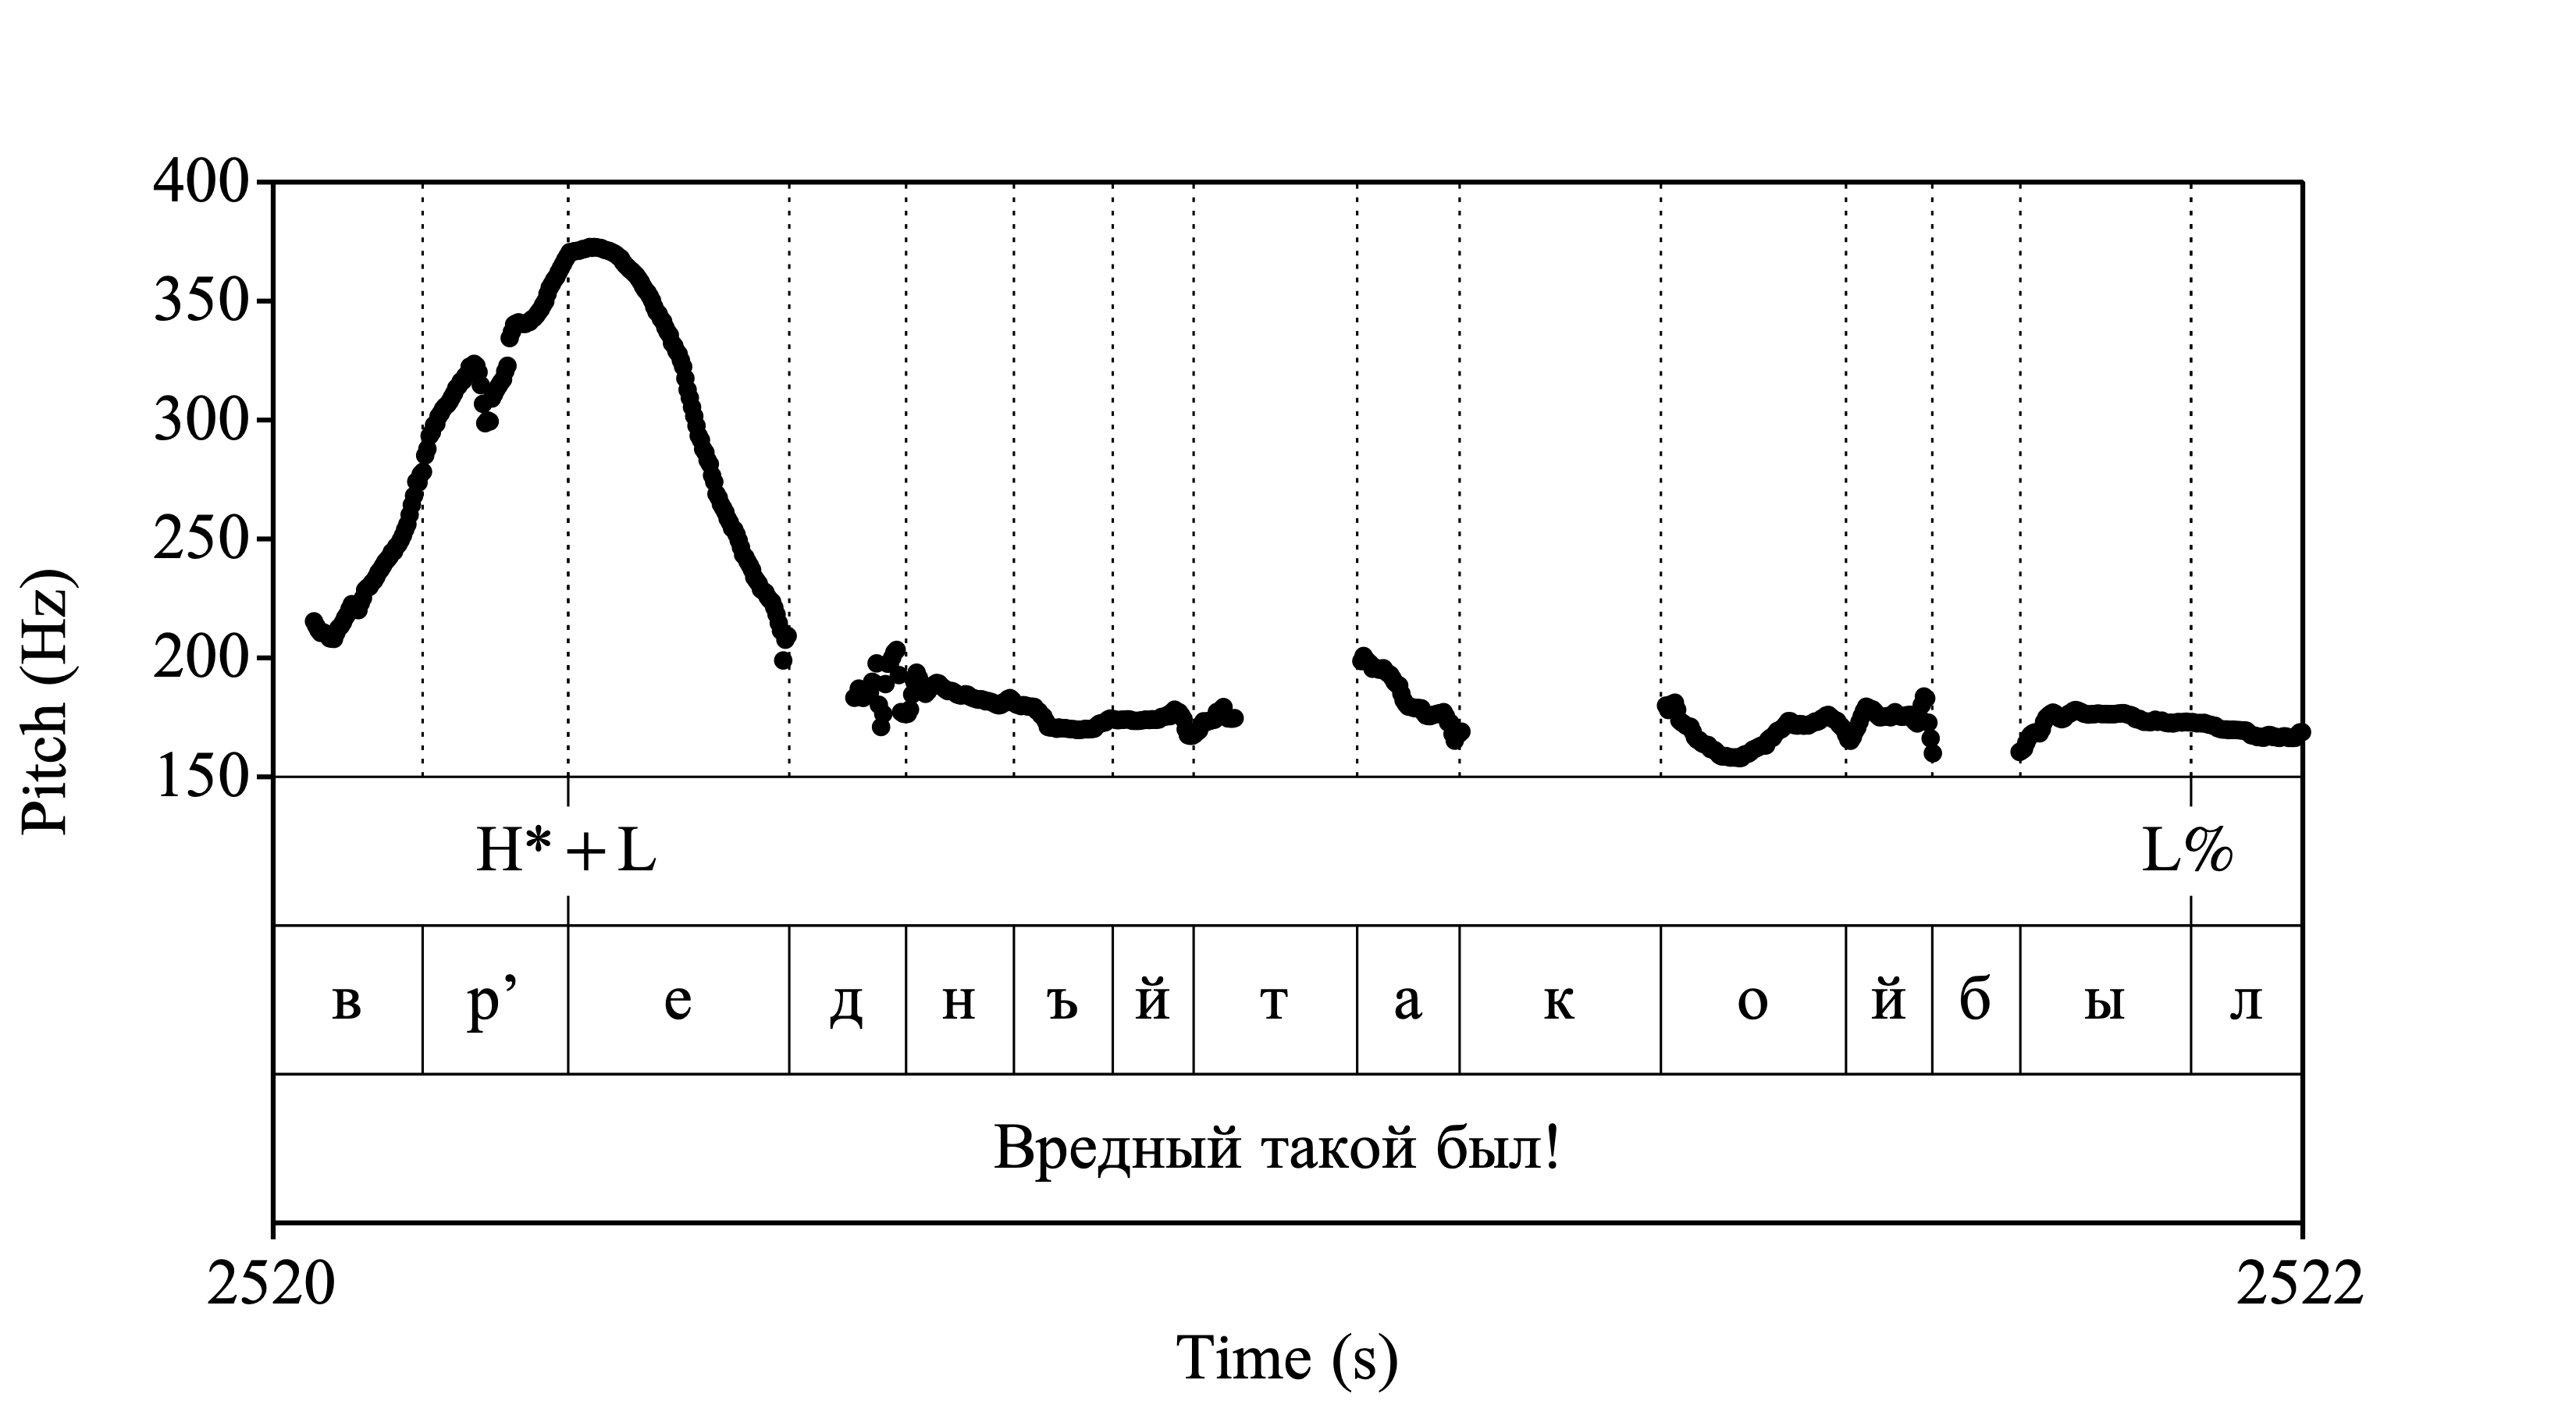 400
350
300
250
200
150
Pitch (Hz)
H*+L L%
в р’ е д н ъ й т а к о й б ы л
Вредный такой был!
2520 2522
Time (s)